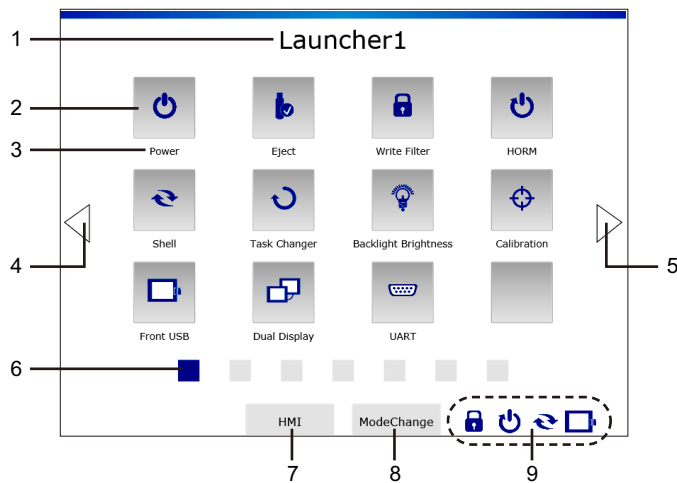 1 Launcher1
2
3 Power Eject Write Filter HORM
Shell Task Changer Backlight Brightness Calibration
4 5
Front USB Dual Display UART
6
HMI ModeChange
7 8 9